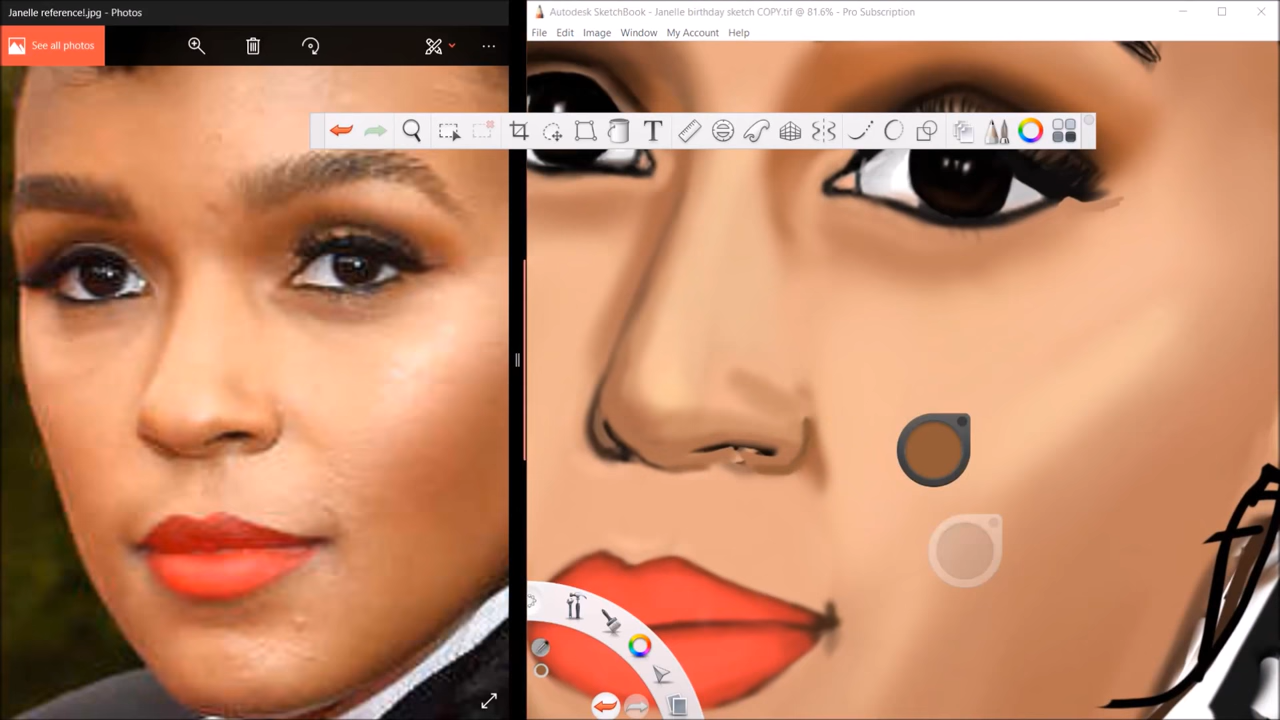 Janelle reference!.jpg - Photos
See all photos
Autodesk SketchBook - Janelle birthday sketch COPY.tif @ 81.6% - Pro Subscription
File Edit Image Window My Account Help
T